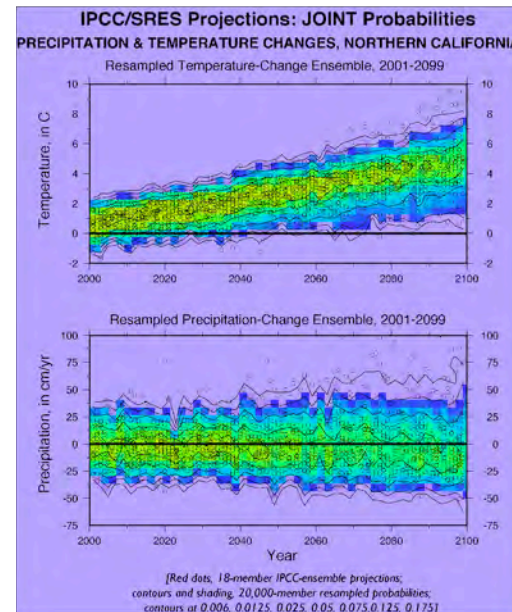 IPCC/SRES Projections: JOINT Probabilities
PRECIPITATION & TEMPERATURE CHANGES, NORTHERN CALIFORNIA
Resampled Temperature-Change Ensemble, 2001-2099
Temperature, in C
10 10
8 8
6 6
4 4
2 2
0 0
-2 -2
2000 2020 2040 2060 2080 2100
Resampled Precipitation-Change Ensemble, 2001-2099
Precipitation, in cm/yr
100 100
75 75
50 50
25 25
0 0
-25 -25
-50 -50
-75 -75
2000 2020 2040 2060 2080 2100
Year
[Red dots, 18-member IPCC-ensemble projections;
contours and shading, 20,000-member resampled probabilities;
contours at 0.006, 0.0125, 0.025, 0.05, 0.075, 0.125, 0.175]